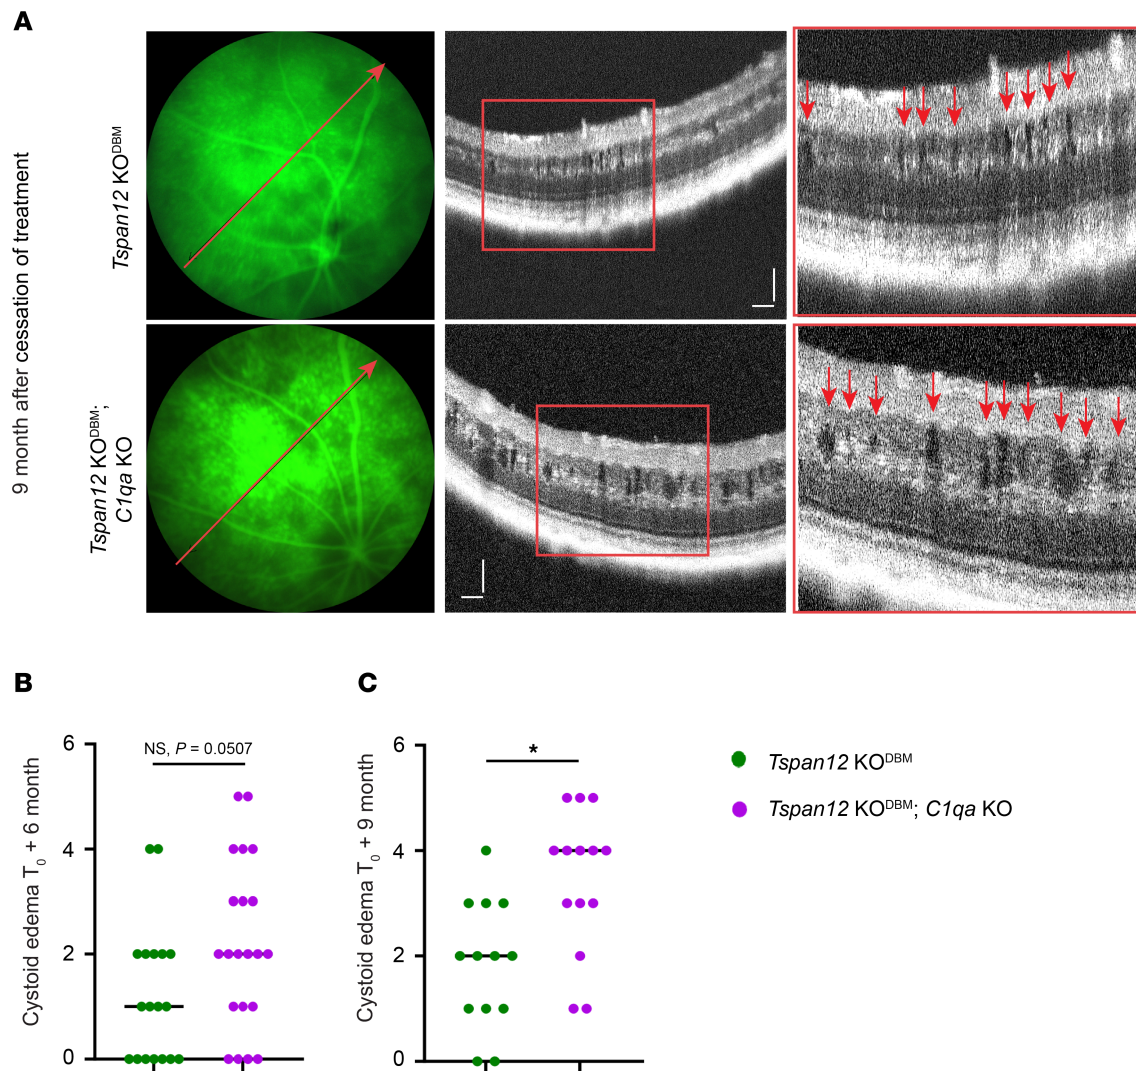 A
9 month after cessation of treatment
Tspan12 KOᴰᴮᴹ
Tspan12 KOᴰᴮᴹ;
C1qa KO
B
Cystoid edema T₀ + 6 month
6
4
2
0
NS, P = 0.0507
C
Cystoid edema T₀ + 9 month
6
4
2
0
*
Tspan12 KOᴰᴮᴹ
Tspan12 KOᴰᴮᴹ; C1qa KO